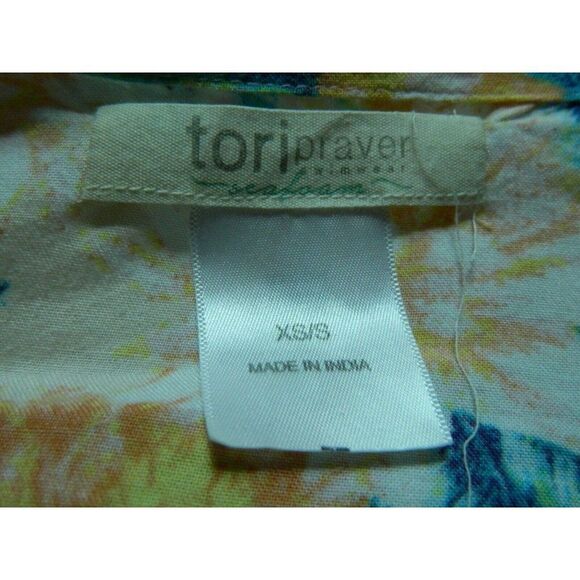 tori praver
swimwear
seafoam
XS/S
MADE IN INDIA